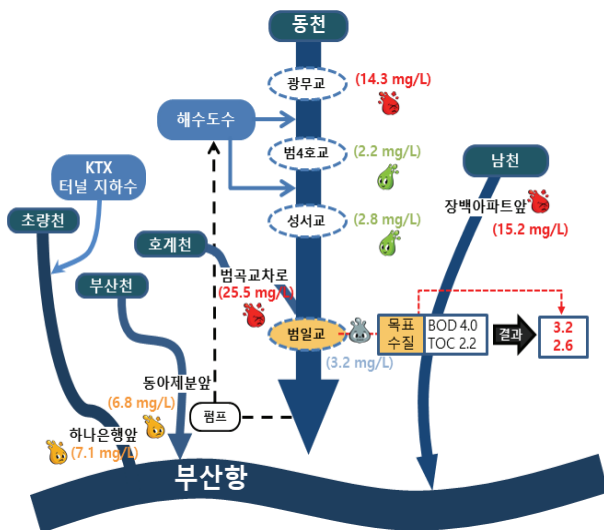 동천
광무교
(14.3 mg/L)
해수도수
범4호교
(2.2 mg/L)
남천
KTX
터널 지하수
장백아파트앞
(15.2 mg/L)
초량천
성서교
(2.8 mg/L)
호계천
범곡교차로
(25.5 mg/L)
부산천
범일교
(3.2 mg/L)
목표
수질
BOD 4.0
TOC 2.2
결과
3.2
2.6
동아제분앞
(6.8 mg/L)
펌프
하나은행앞
(7.1 mg/L)
부산항